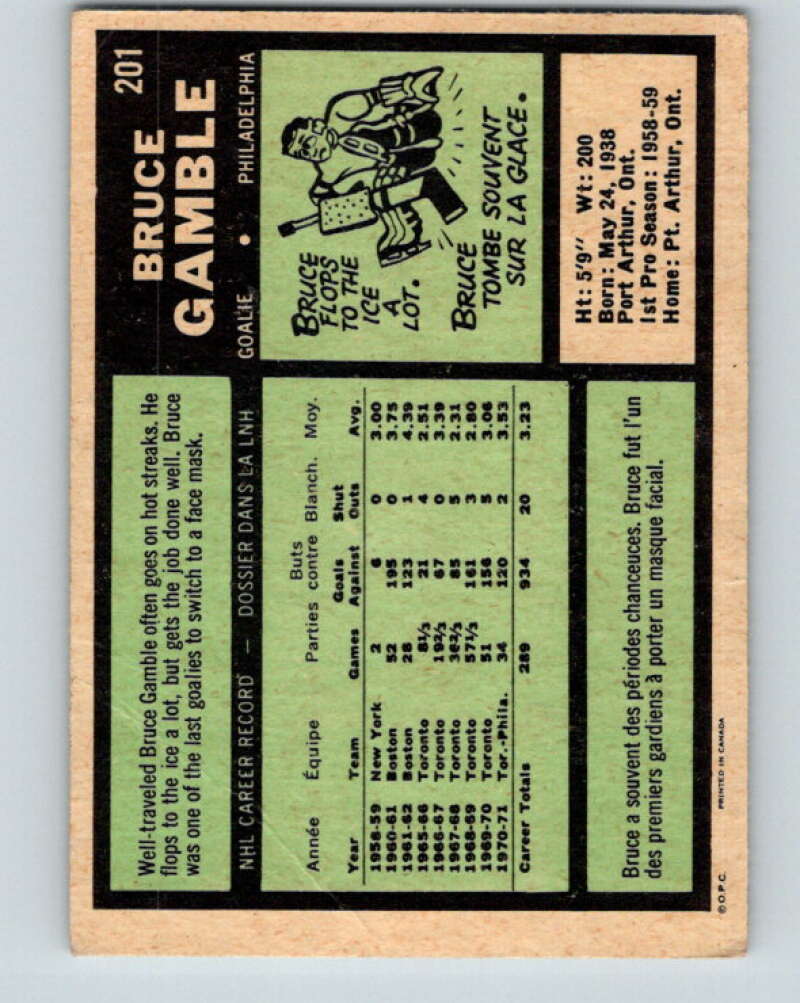 201
BRUCE
GAMBLE
GOALIE • PHILADELPHIA
Well-traveled Bruce Gamble often goes on hot streaks. He
flops to the ice a lot, but gets the job done well. Bruce
was one of the last goalies to switch to a face mask.
BRUCE
FLOPS
TO THE
ICE
A
LOT.
BRUCE
TOMBE SOUVENT
SUR LA GLACE.
NHL CAREER RECORD — DOSSIER DANS LA LNH
Année Équipe Parties Buts contre Blanch. Moy.
Year Team Games Goals Against Shut Outs Avg.
1958-59 New York 2 6 0 3.00
1960-61 Boston 52 195 0 3.75
1961-62 Boston 28 123 1 4.39
1965-66 Toronto 8⅓ 21 4 2.51
1966-67 Toronto 19⅔ 67 0 3.39
1967-68 Toronto 36⅔ 85 5 2.31
1968-69 Toronto 57⅓ 161 3 2.80
1969-70 Toronto 51 156 5 3.06
1970-71 Tor.-Phila. 34 120 2 3.53
Career Totals 289 934 20 3.23
Ht: 5'9" Wt: 200
Born: May 24, 1938
Port Arthur, Ont.
1st Pro Season: 1958-59
Home: Pt. Arthur, Ont.
Bruce a souvent des périodes chanceuces. Bruce fut l'un
des premiers gardiens à porter un masque facial.
©O.P.C. PRINTED IN CANADA